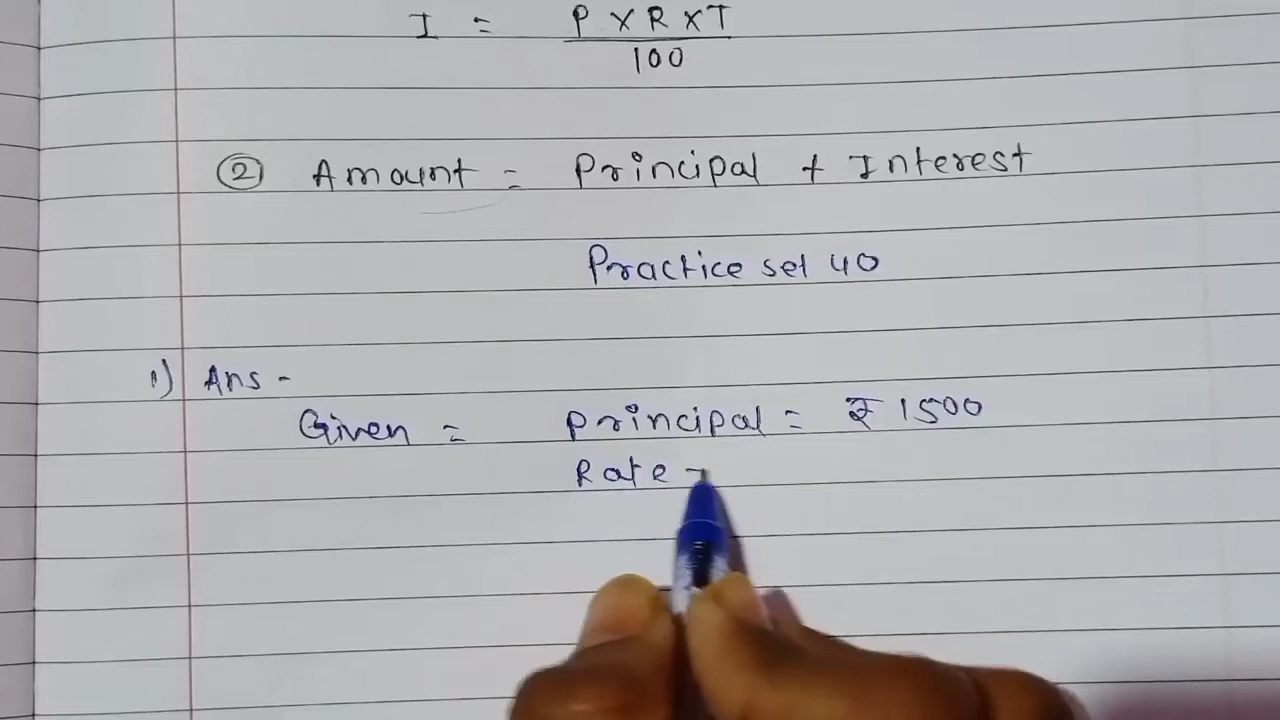 I = P × R × T
100
② Amount = Principal + Interest
Practice set 40
1) Ans -
Given = Principal = ₹ 1500
Rate -